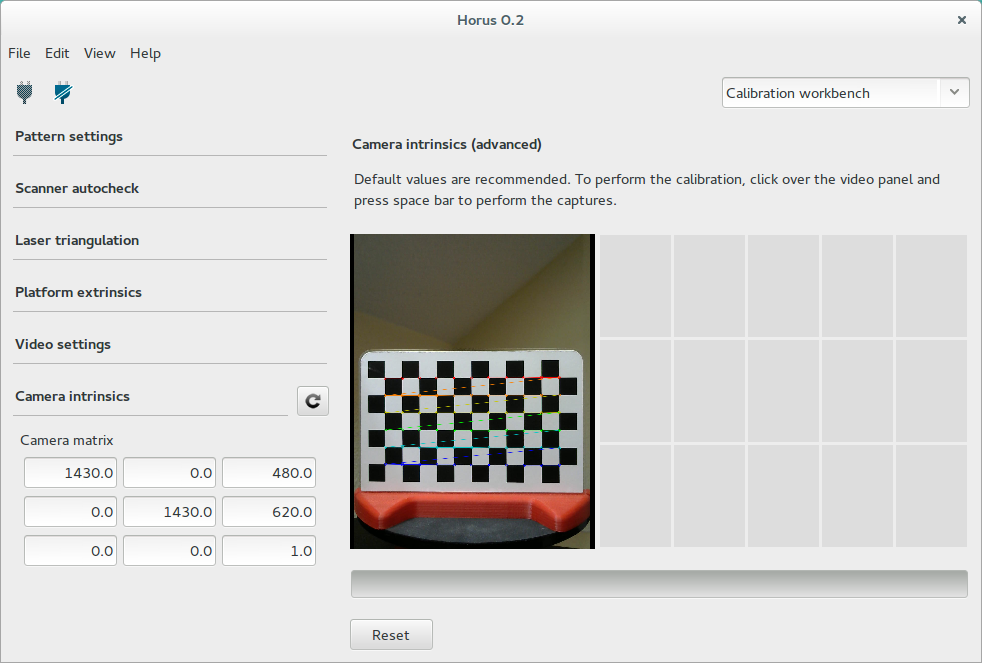 Horus 0.2
File Edit View Help
Calibration workbench
Pattern settings
Scanner autocheck
Laser triangulation
Platform extrinsics
Video settings
Camera intrinsics
Camera matrix
1430.0 0.0 480.0
0.0 1430.0 620.0
0.0 0.0 1.0
Camera intrinsics (advanced)
Default values are recommended. To perform the calibration, click over the video panel and
press space bar to perform the captures.
Reset